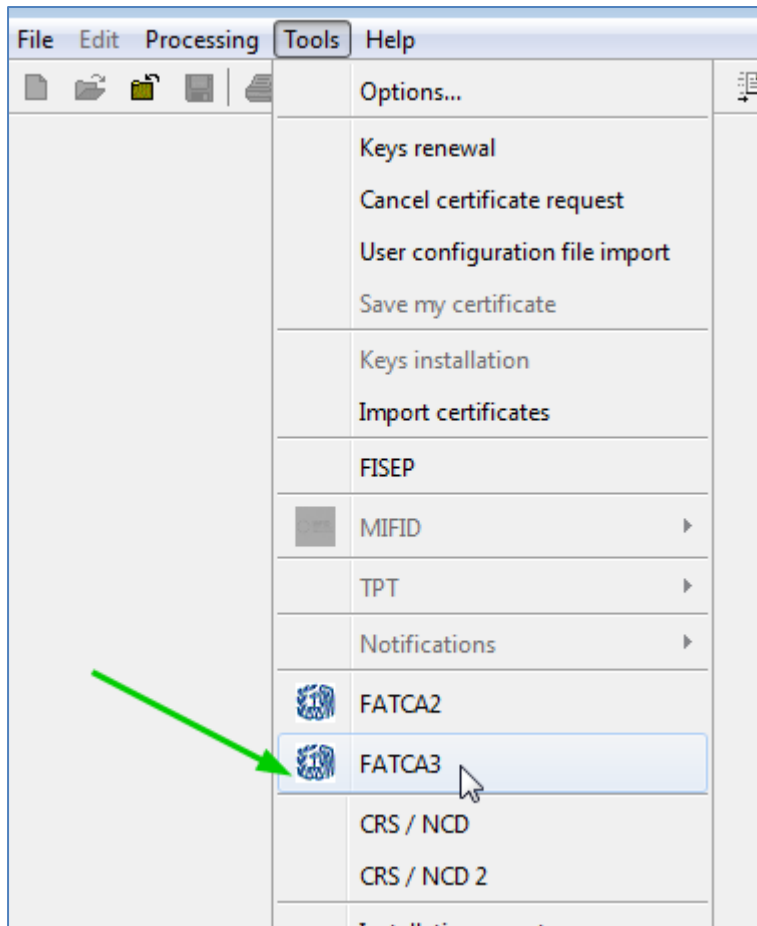 File Edit Processing Tools Help
Options...
Keys renewal
Cancel certificate request
User configuration file import
Save my certificate
Keys installation
Import certificates
FISEP
MIFID
TPT
Notifications
FATCA2
FATCA3
CRS / NCD
CRS / NCD 2